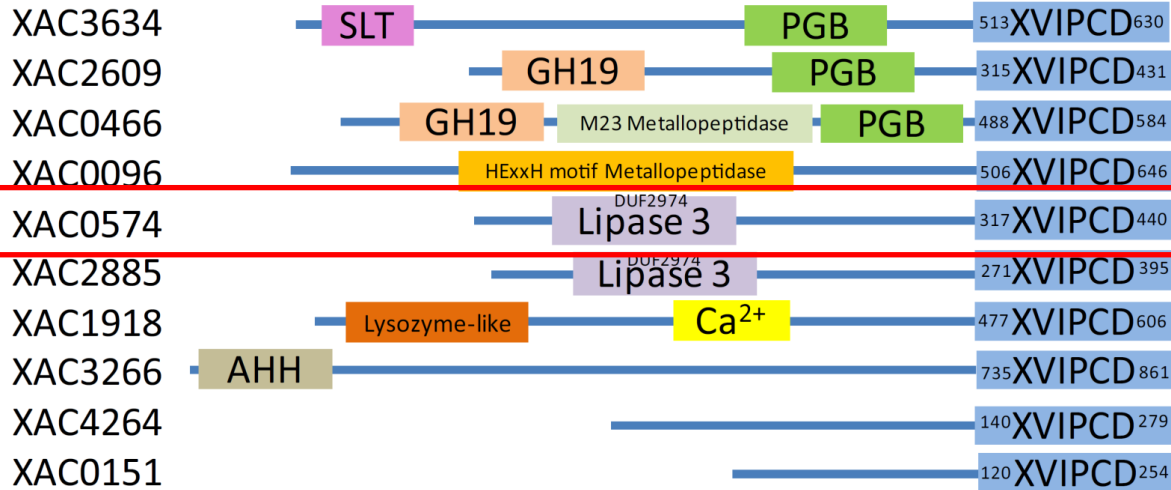 XAC3634 SLT PGB 513XVIPCD630
XAC2609 GH19 PGB 315XVIPCD431
XAC0466 GH19 M23 Metallopeptidase PGB 488XVIPCD584
XAC0096 HExxH motif Metallopeptidase 506XVIPCD646
XAC0574 DUF2974 Lipase 3 317XVIPCD440
XAC2885 DUF2974 Lipase 3 271XVIPCD395
XAC1918 Lysozyme-like Ca²⁺ 477XVIPCD606
XAC3266 AHH 735XVIPCD861
XAC4264 140XVIPCD279
XAC0151 120XVIPCD254